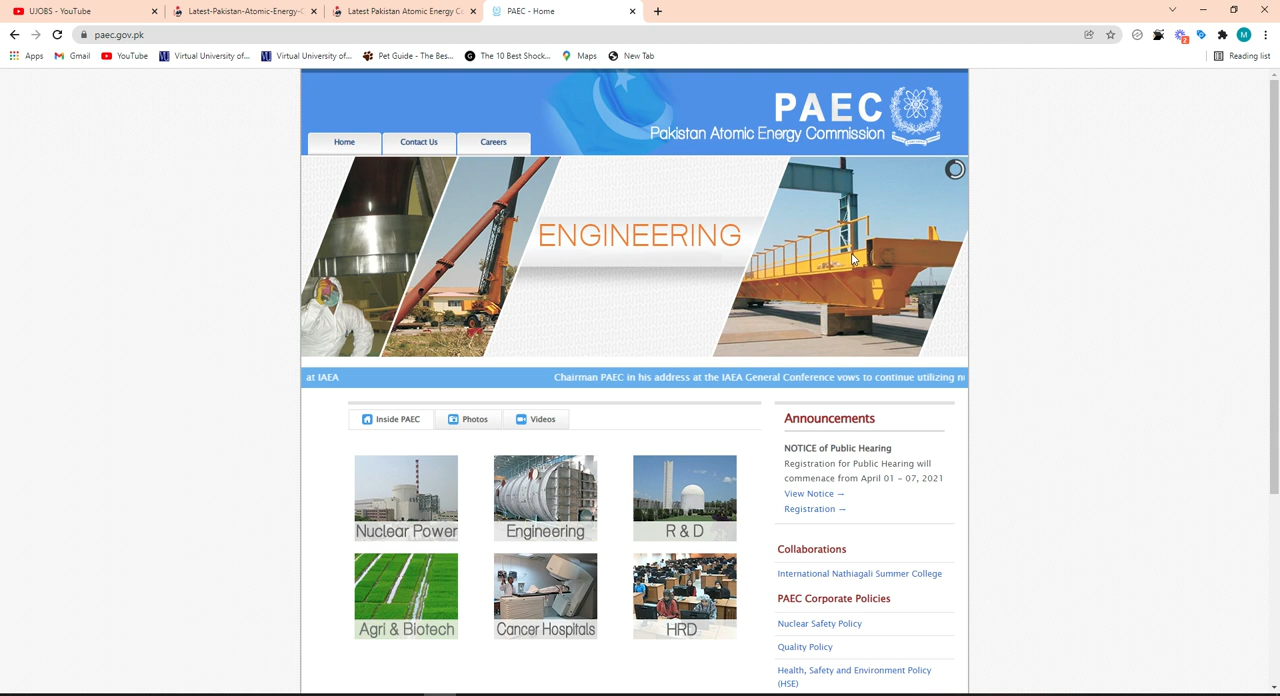 UJOBS - YouTube
Latest-Pakistan-Atomic-Energy-C
Latest Pakistan Atomic Energy Co
PAEC - Home
paec.gov.pk
Apps
Gmail
YouTube
Virtual University of...
Virtual University of...
Pet Guide - The Bes...
The 10 Best Shock...
Maps
New Tab
Reading list
M
2
PAEC
Pakistan Atomic Energy Commission
Home
Contact Us
Careers
ENGINEERING
at IAEA
Chairman PAEC in his address at the IAEA General Conference vows to continue utilizing nu
Inside PAEC
Photos
Videos
Nuclear Power
Engineering
R & D
Agri & Biotech
Cancer Hospitals
HRD
Announcements
NOTICE of Public Hearing
Registration for Public Hearing will
commence from April 01 – 07, 2021
View Notice →
Registration →
Collaborations
International Nathiagali Summer College
PAEC Corporate Policies
Nuclear Safety Policy
Quality Policy
Health, Safety and Environment Policy
(HSE)